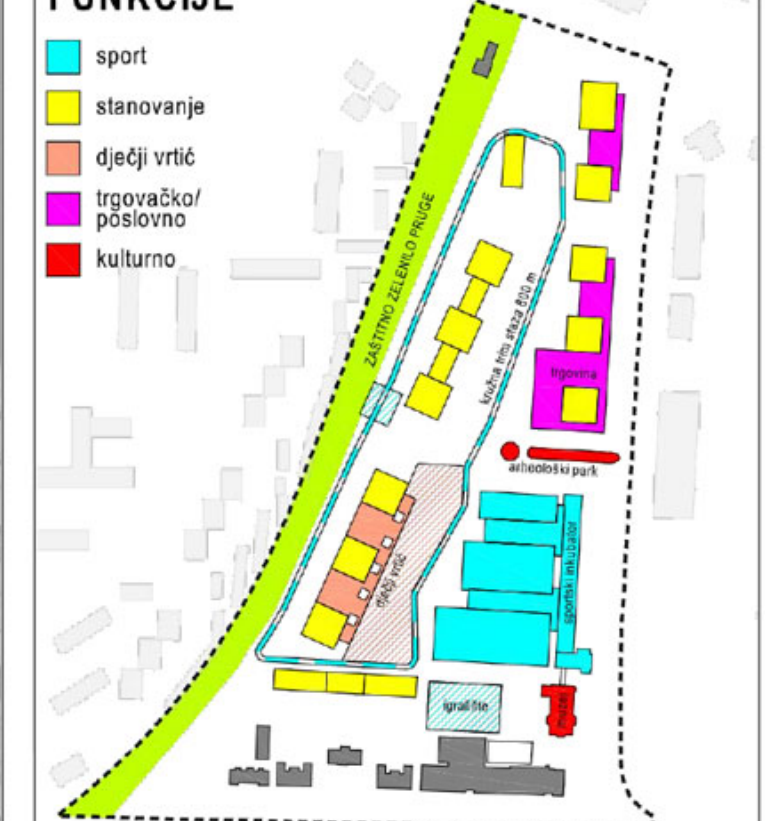 FUNKCIJE
sport
stanovanje
dječji vrtić
trgovačko/
poslovno
kulturno
ZAŠTITNO ZELENILO PRUGE
kružna trim staza 800 m
trgovina
arheološki park
sportski inkubator
dječji vrtić
igralište
muzej